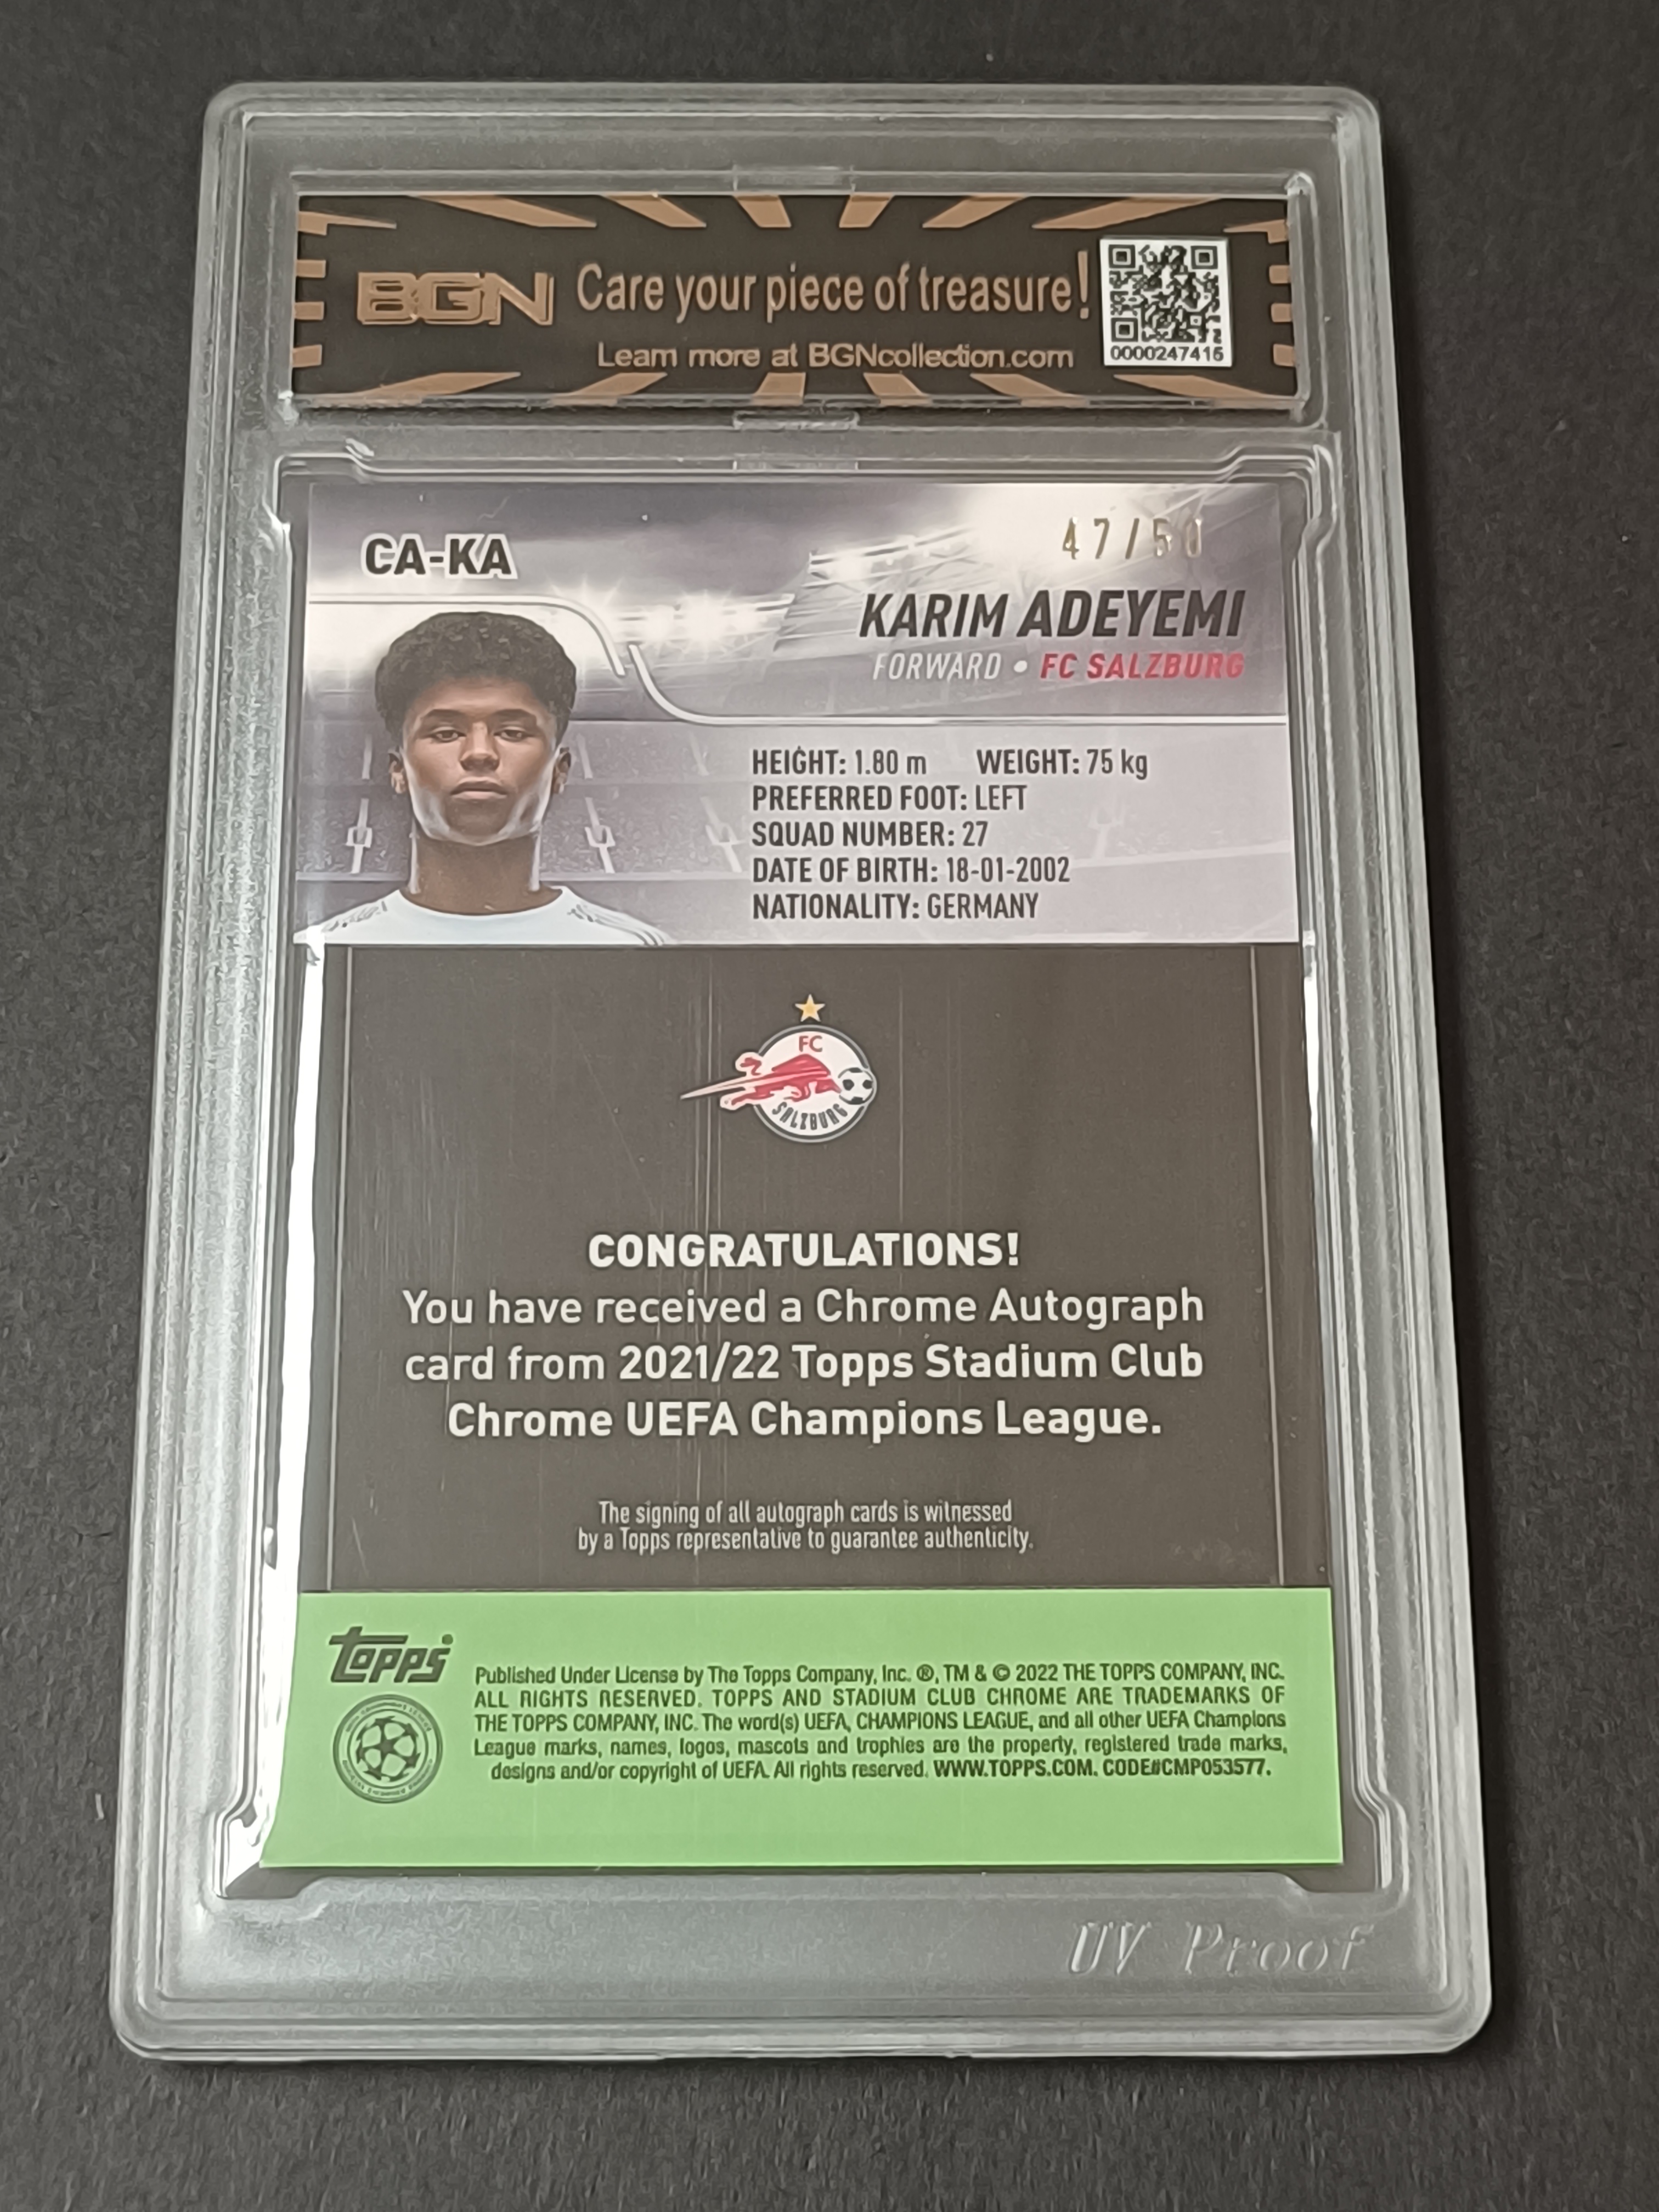 BGN Care your piece of treasure!
Learn more at BGNcollection.com
0000247415
47/50
CA-KA
KARIM ADEYEMI
FORWARD • FC SALZBURG
HEIGHT: 1.80 m WEIGHT: 75 kg
PREFERRED FOOT: LEFT
SQUAD NUMBER: 27
DATE OF BIRTH: 18-01-2002
NATIONALITY: GERMANY
FC
SALZBURG
CONGRATULATIONS!
You have received a Chrome Autograph
card from 2021/22 Topps Stadium Club
Chrome UEFA Champions League.
The signing of all autograph cards is witnessed
by a Topps representative to guarantee authenticity.
Topps
Published Under License by The Topps Company, Inc. ®, TM & © 2022 THE TOPPS COMPANY, INC.
ALL RIGHTS RESERVED. TOPPS AND STADIUM CLUB CHROME ARE TRADEMARKS OF
THE TOPPS COMPANY, INC. The word(s) UEFA, CHAMPIONS LEAGUE, and all other UEFA Champions
League marks, names, logos, mascots and trophies are the property, registered trade marks,
designs and/or copyright of UEFA. All rights reserved. WWW.TOPPS.COM. CODE#CMP053577.
UV Proof